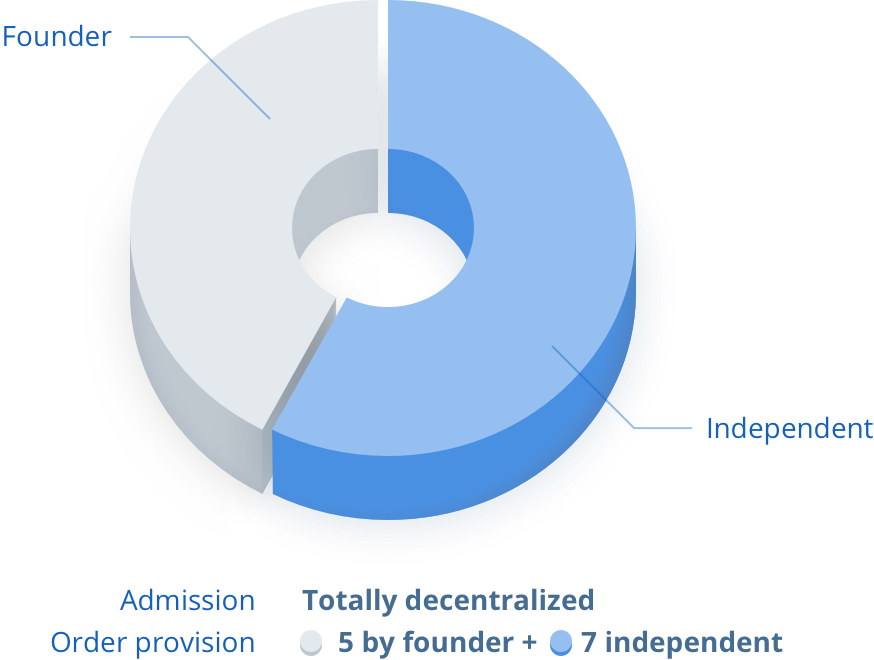 Founder
Independent
Admission Totally decentralized
Order provision 5 by founder + 7 independent